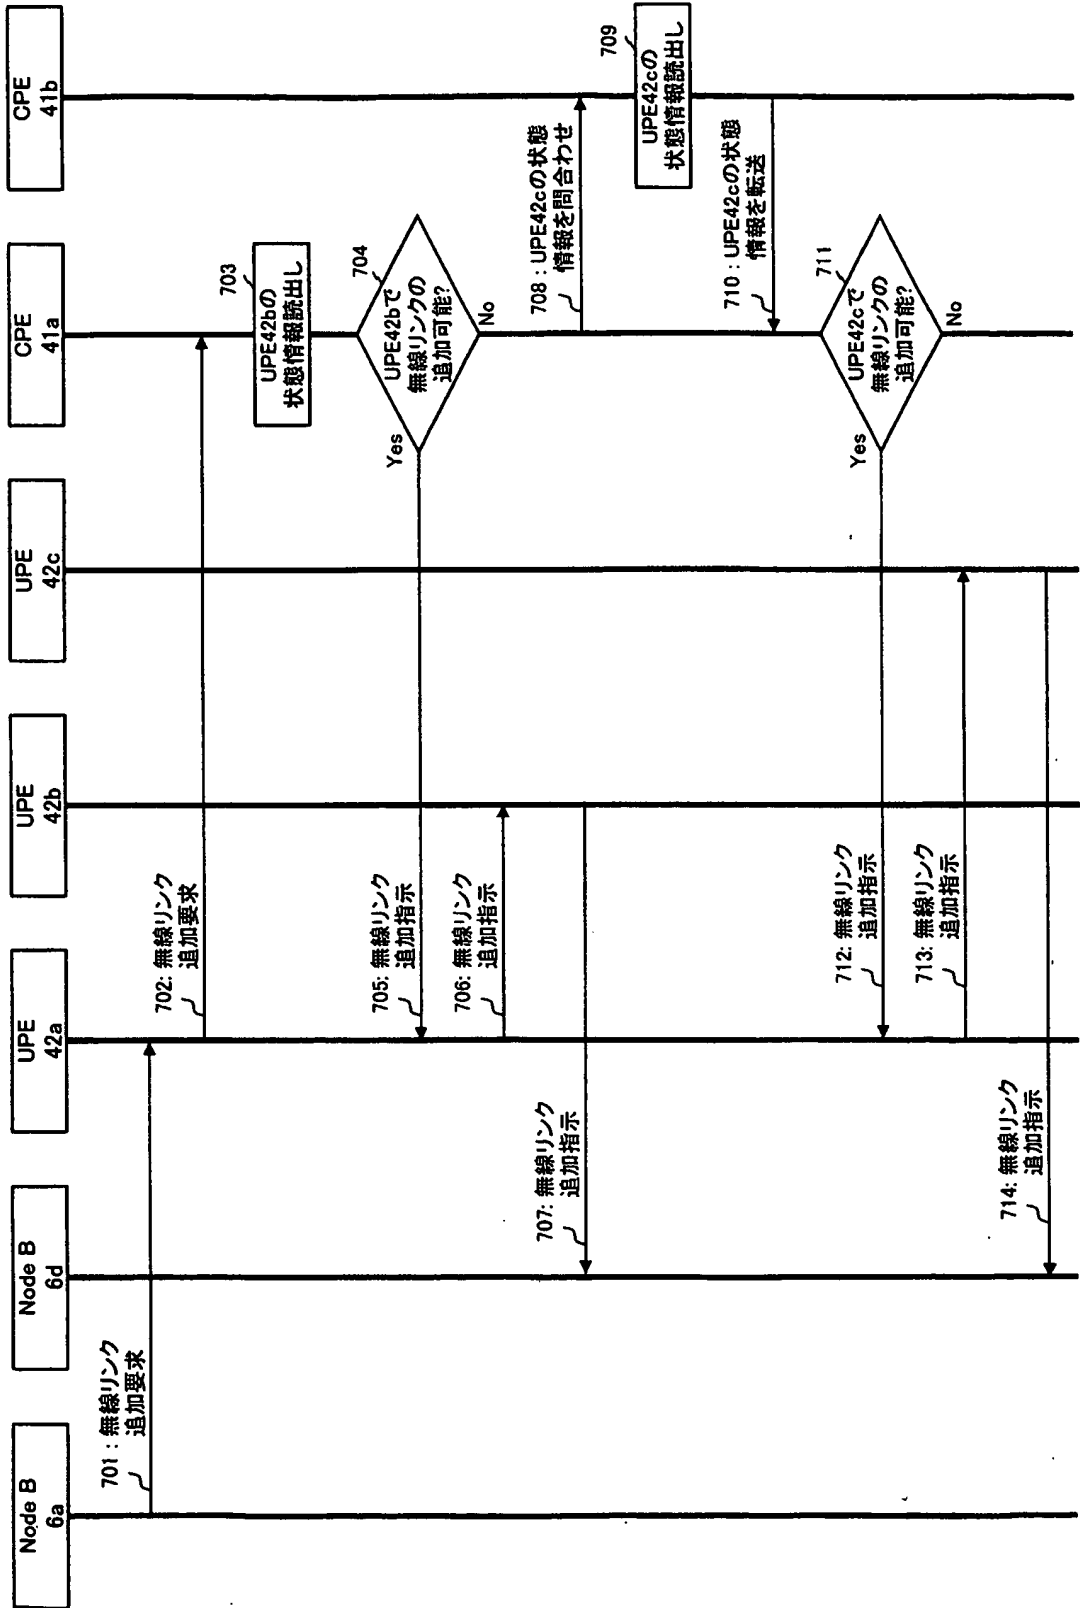 Node B
6a
Node B
6d
UPE
42a
UPE
42b
UPE
42c
CPE
41a
CPE
41b
701 : 無線リンク
追加要求
702: 無線リンク
追加要求
703
UPE42bの
状態情報読出し
704
UPE42bで
無線リンクの
追加可能?
Yes
No
705: 無線リンク
追加指示
706: 無線リンク
追加指示
707: 無線リンク
追加指示
708 : UPE42cの状態
情報を問合わせ
709
UPE42cの
状態情報読出し
710 : UPE42cの状態
情報を転送
711
UPE42cで
無線リンクの
追加可能?
Yes
No
712: 無線リンク
追加指示
713: 無線リンク
追加指示
714: 無線リンク
追加指示